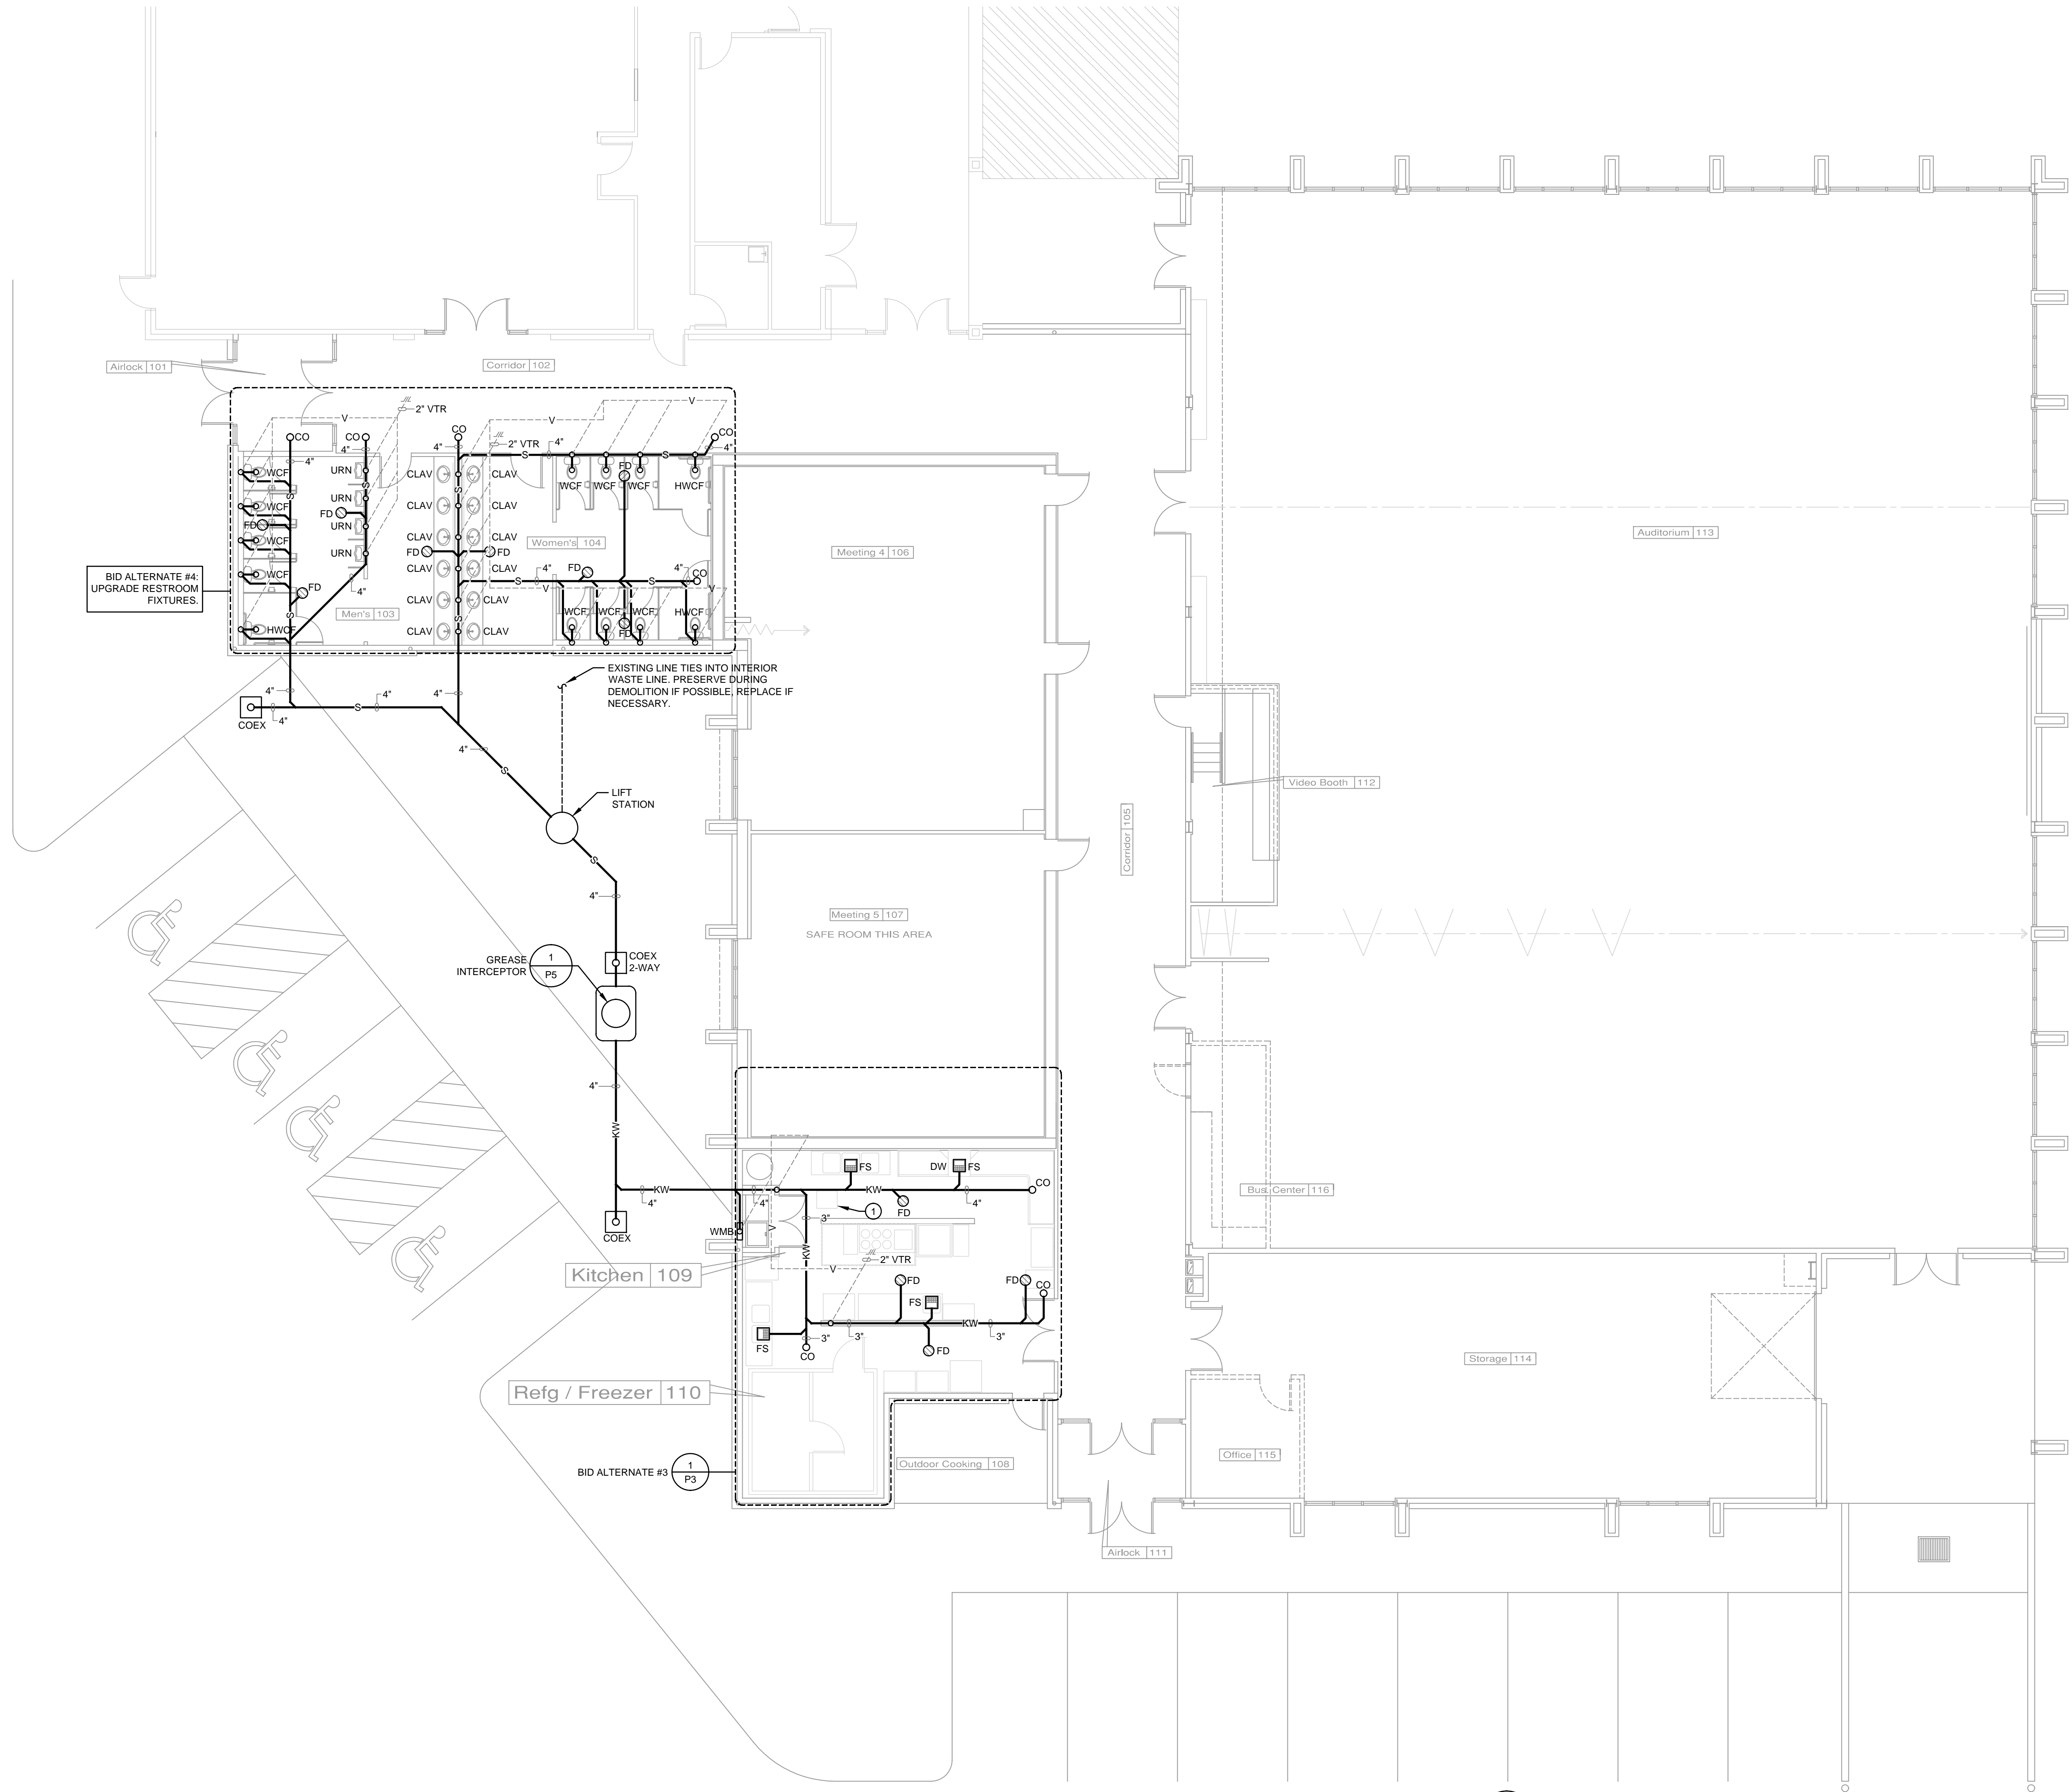 Airlock 101
Corridor 102
2" VTR
V
V
V
CO
CO
CO
CO
4"
4"
4"
4"
4"
2" VTR
S
S
URN
URN
URN
URN
WCF
WCF
WCF
WCF
HWCF
FD
FD
FD
S
S
S
4"
CLAV
CLAV
CLAV
CLAV
CLAV
CLAV
CLAV
CLAV
CLAV
CLAV
CLAV
CLAV
S
S
FD
FD
WCF
WCF
WCF
HWCF
FD
Women's 104
FD
4"
S
S
4"
CO
V
V
WCF
WCF
WCF
HWCF
FD
Men's 103
BID ALTERNATE #4:
UPGRADE RESTROOM
FIXTURES.
Meeting 4 106
Auditorium 113
EXISTING LINE TIES INTO INTERIOR
WASTE LINE. PRESERVE DURING
DEMOLITION IF POSSIBLE, REPLACE IF
NECESSARY.
4"
4"
4"
S
4"
COEX
4"
S
LIFT
STATION
Video Booth 112
Corridor 105
S
4"
Meeting 5 107
SAFE ROOM THIS AREA
GREASE
INTERCEPTOR
1
P5
COEX
2-WAY
4"
KW
FS
DW
FS
KW
4"
4"
KW
4"
CO
FD
1
3"
COEX
WMB
V
KW
Bus. Center 116
Kitchen 109
2" VTR
V
FD
FD
CO
FS
KW
FS
3"
3"
3"
CO
FD
Storage 114
Refg / Freezer 110
Outdoor Cooking 108
Office 115
BID ALTERNATE #3
1
P3
Airlock 111